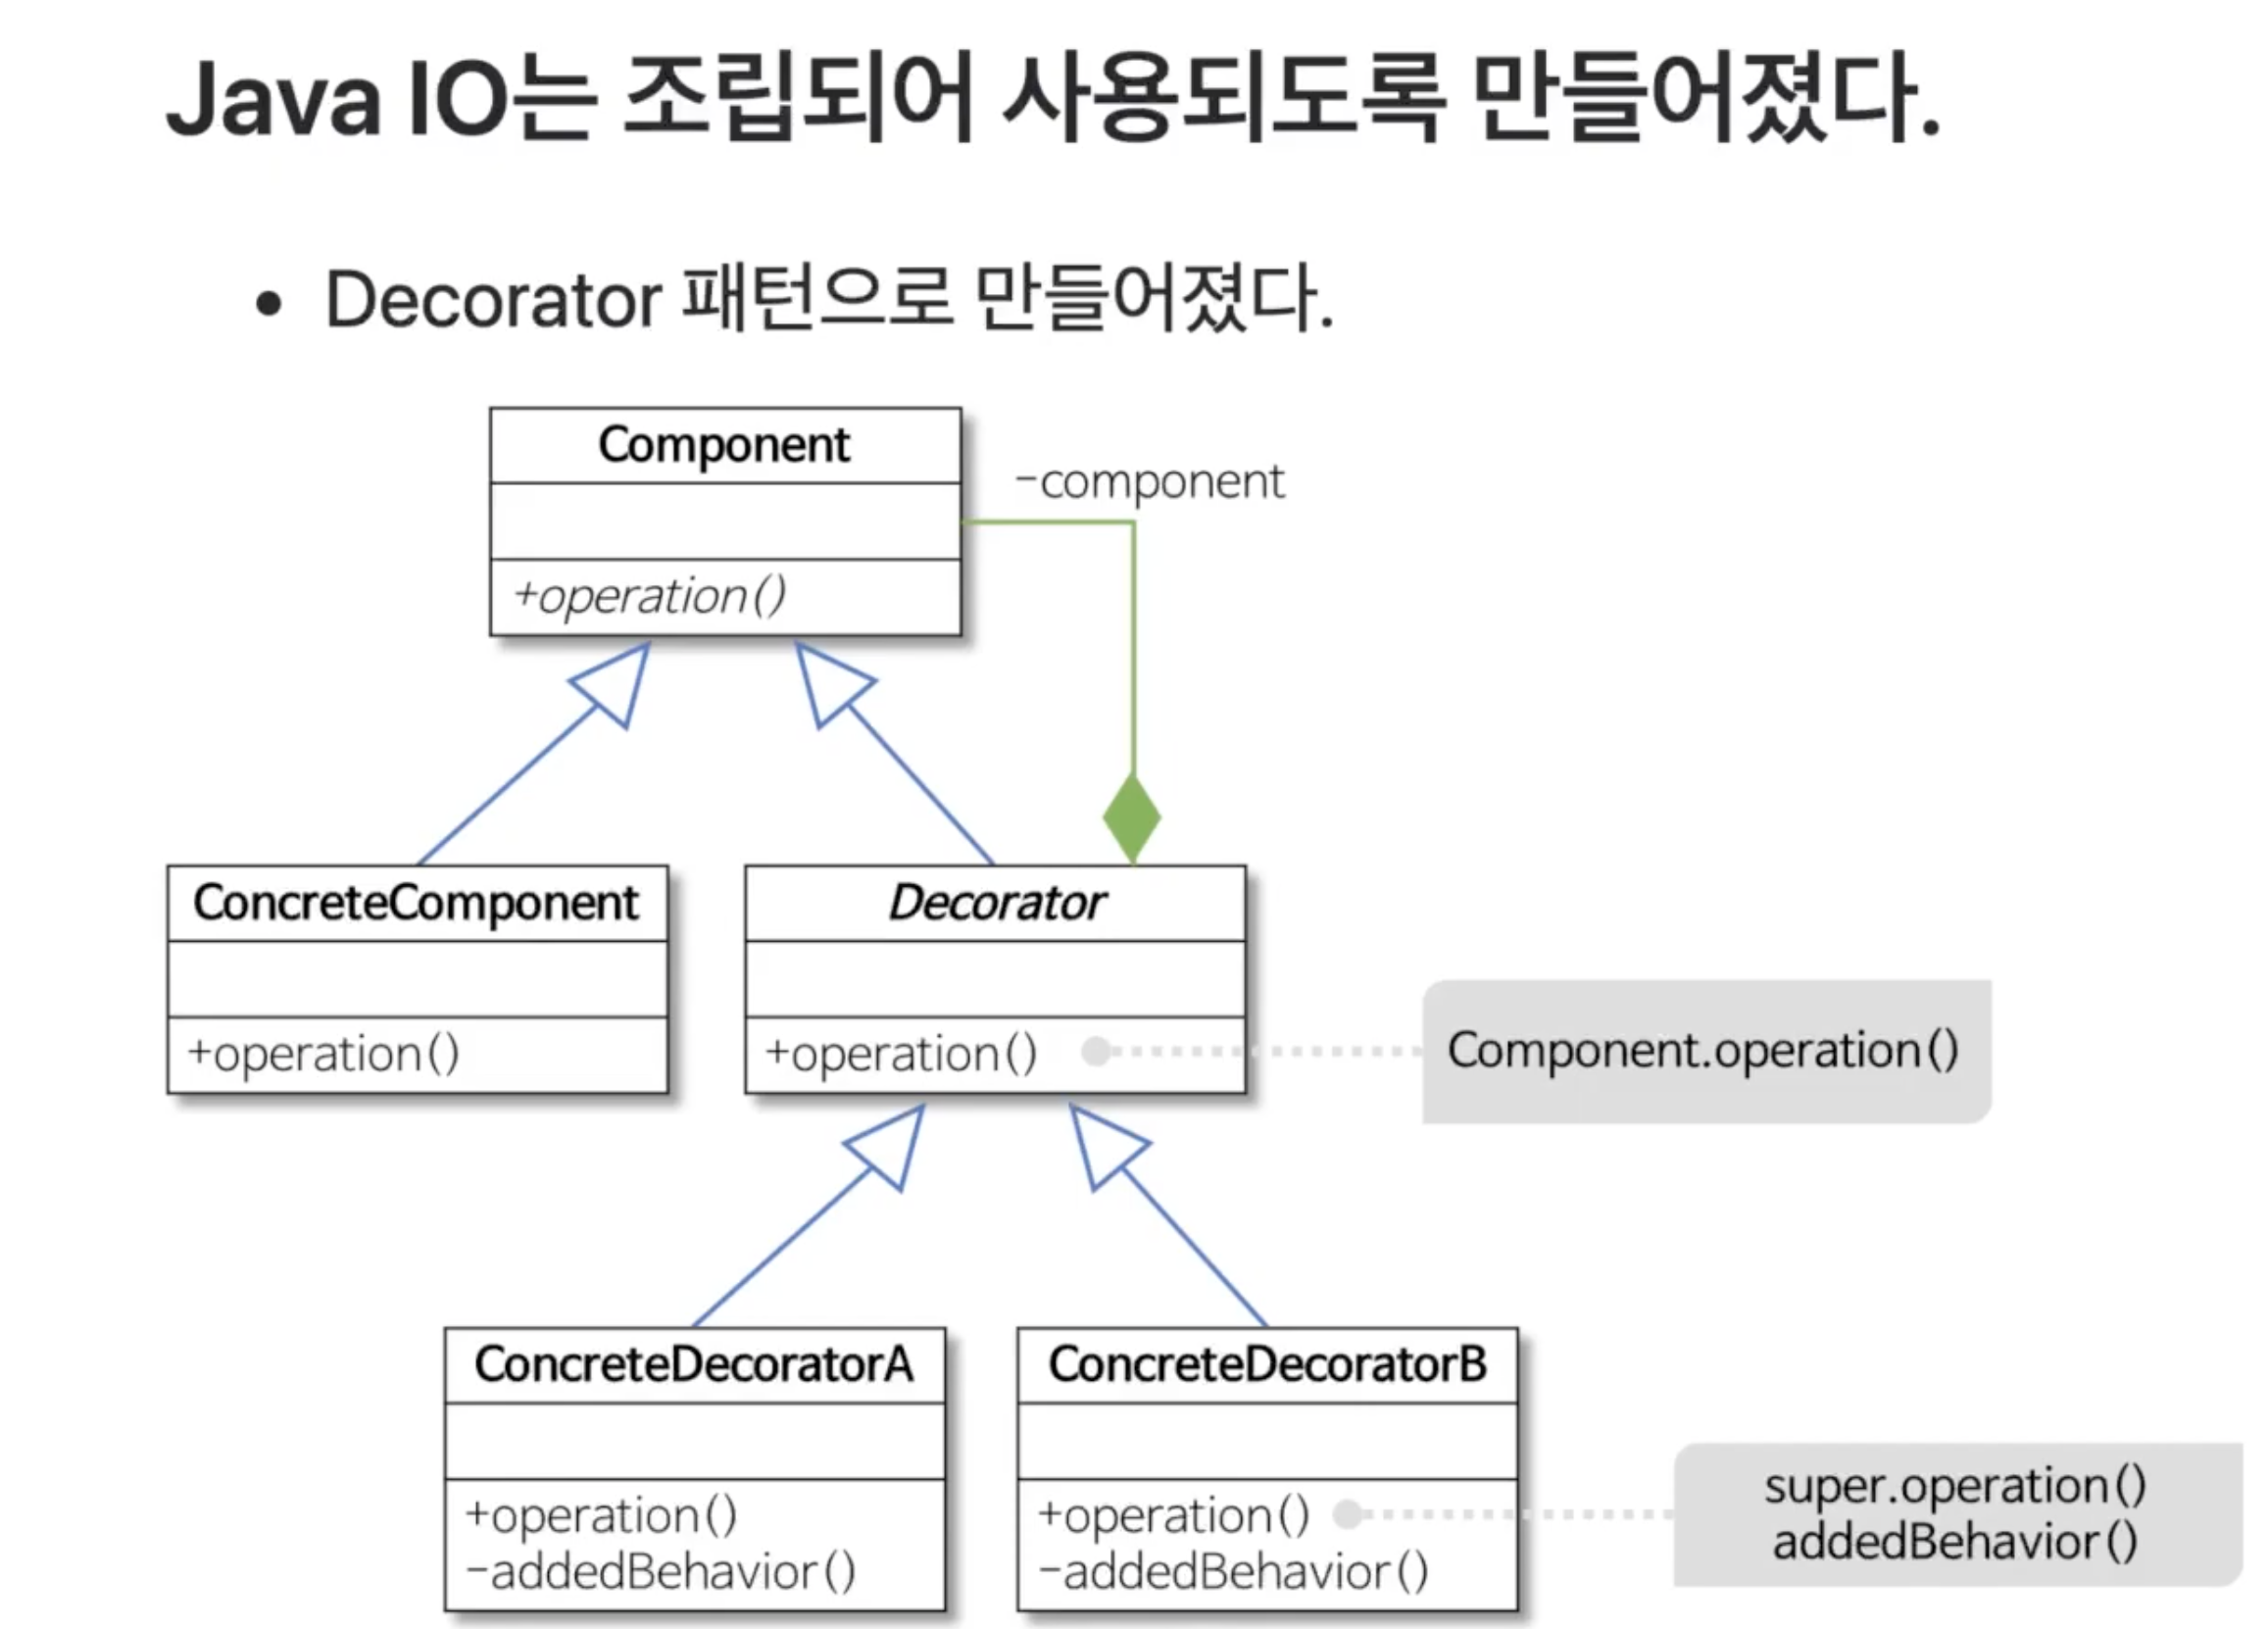 Java IO는 조립되어 사용되도록 만들어졌다.
• Decorator 패턴으로 만들어졌다.
Component
-component
+operation()
ConcreteComponent
+operation()
Decorator
+operation()
Component.operation()
ConcreteDecoratorA
+operation()
-addedBehavior()
ConcreteDecoratorB
+operation()
-addedBehavior()
super.operation()
addedBehavior()